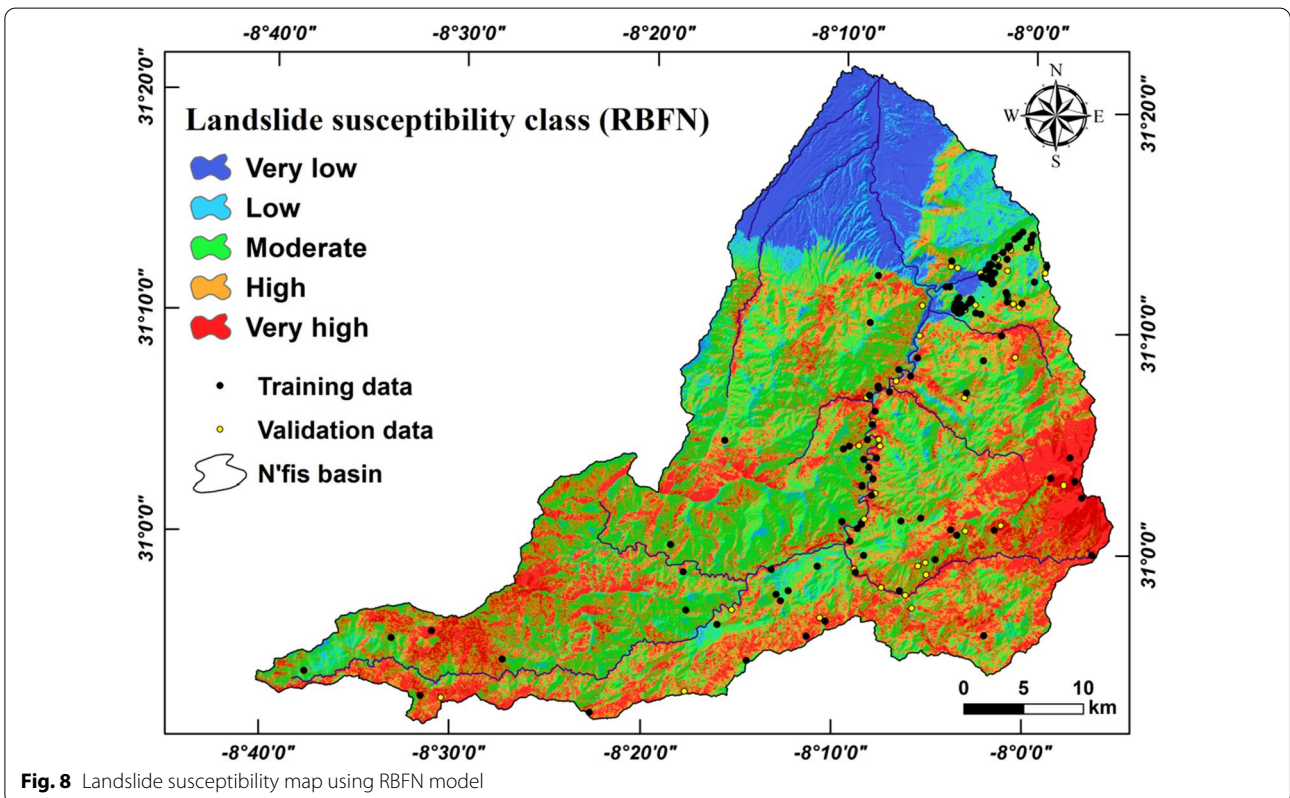 -8°40'0" -8°30'0" -8°20'0" -8°10'0" -8°0'0"
31°20'0" 31°20'0"
N
W E
S
Landslide susceptibility class (RBFN)
Very low
Low
Moderate
High
Very high
Training data
Validation data
N'fis basin
31°10'0" 31°10'0"
31°0'0" 31°0'0"
0 5 10
km
-8°40'0" -8°30'0" -8°20'0" -8°10'0" -8°0'0"
Fig. 8 Landslide susceptibility map using RBFN model